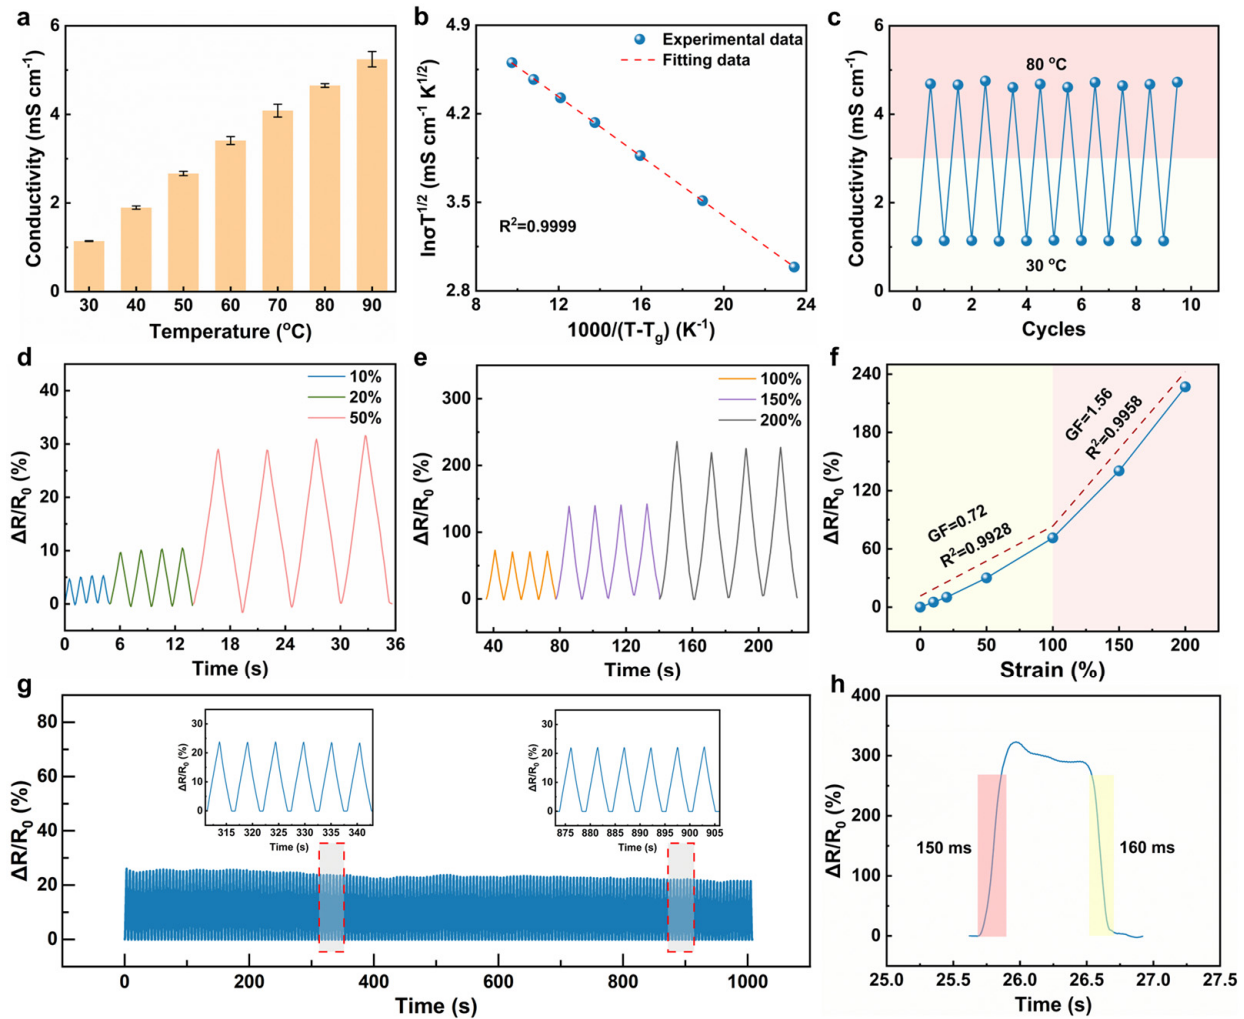 a
6
4
2
0
Conductivity (mS cm⁻¹)
30 40 50 60 70 80 90
Temperature (°C)
b
4.9
4.2
3.5
2.8
lnσT^1/2 (mS cm⁻¹ K^1/2)
Experimental data
Fitting data
R²=0.9999
8 12 16 20 24
1000/(T-Tg) (K⁻¹)
c
6
4
2
0
Conductivity (mS cm⁻¹)
80 °C
30 °C
0 2 4 6 8 10
Cycles
d
40
30
20
10
0
ΔR/R₀ (%)
10%
20%
50%
0 6 12 18 24 30 36
Time (s)
e
300
200
100
0
ΔR/R₀ (%)
100%
150%
200%
40 80 120 160 200
Time (s)
f
240
180
120
60
0
ΔR/R₀ (%)
GF=0.72
R²=0.9928
GF=1.56
R²=0.9958
0 50 100 150 200
Strain (%)
g
80
60
40
20
0
ΔR/R₀ (%)
30
20
10
0
ΔR/R₀ (%)
315 320 325 330 335 340
Time (s)
30
20
10
0
ΔR/R₀ (%)
875 880 885 890 895 900 905
Time (s)
0 200 400 600 800 1000
Time (s)
h
400
300
200
100
0
ΔR/R₀ (%)
150 ms
160 ms
25.0 25.5 26.0 26.5 27.0 27.5
Time (s)